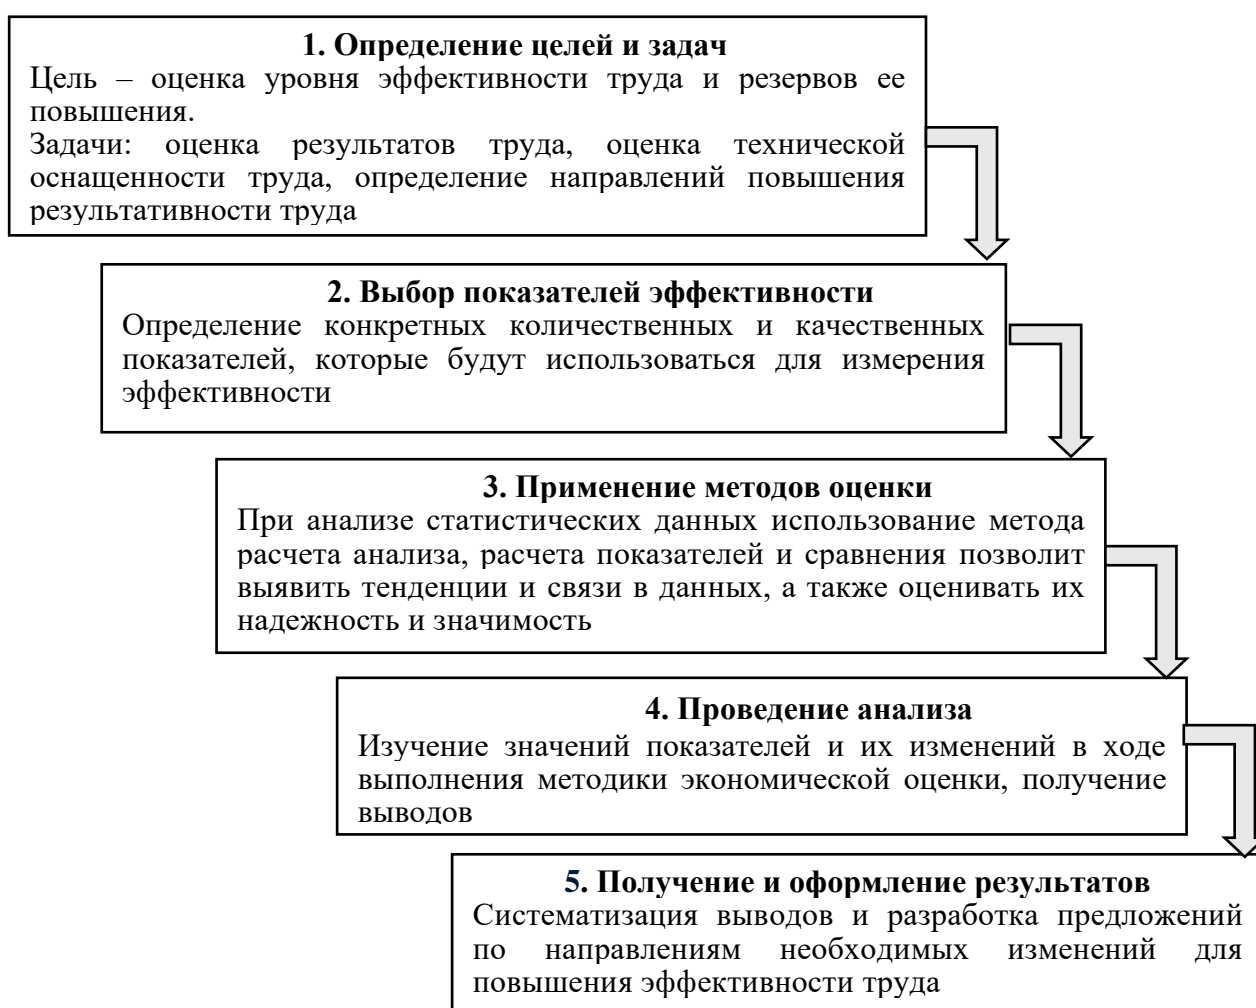 1. Определение целей и задач
Цель – оценка уровня эффективности труда и резервов ее
повышения.
Задачи: оценка результатов труда, оценка технической
оснащенности труда, определение направлений повышения
результативности труда
2. Выбор показателей эффективности
Определение конкретных количественных и качественных
показателей, которые будут использоваться для измерения
эффективности
3. Применение методов оценки
При анализе статистических данных использование метода
расчета анализа, расчета показателей и сравнения позволит
выявить тенденции и связи в данных, а также оценивать их
надежность и значимость
4. Проведение анализа
Изучение значений показателей и их изменений в ходе
выполнения методики экономической оценки, получение
выводов
5. Получение и оформление результатов
Систематизация выводов и разработка предложений
по направлениям необходимых изменений для
повышения эффективности труда